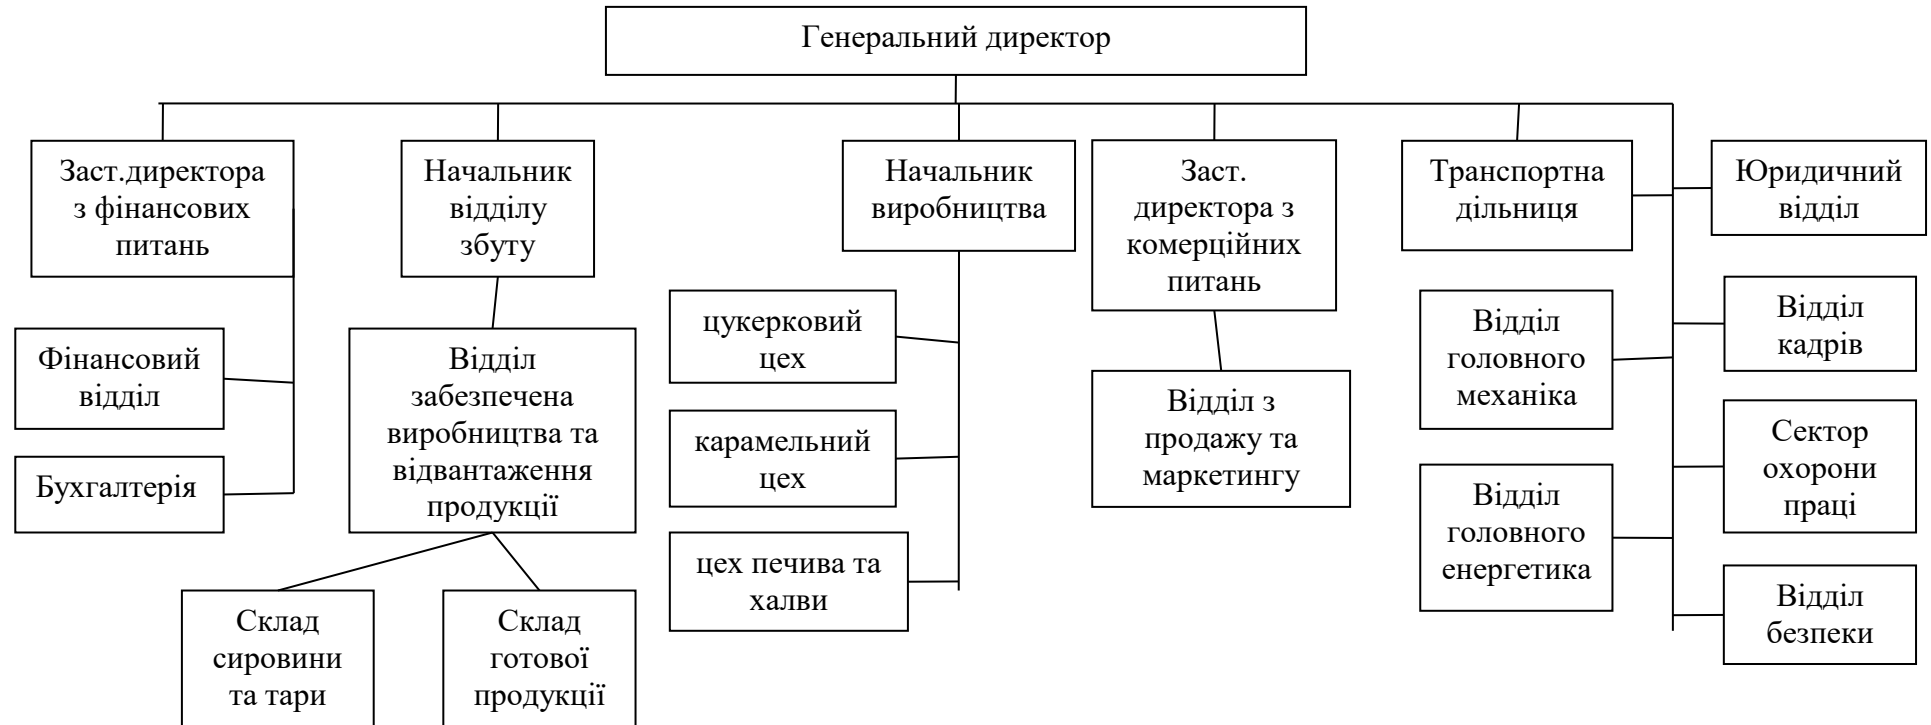 Генеральний директор
Заст.директора
з фінансових
питань
Начальник
відділу
збуту
Начальник
виробництва
Заст.
директора з
комерційних
питань
Транспортна
дільниця
Юридичний
відділ
Фінансовий
відділ
Бухгалтерія
Відділ
забезпечена
виробництва та
відвантаження
продукції
Склад
сировини
та тари
Склад
готової
продукції
цукерковий
цех
карамельний
цех
цех печива та
халви
Відділ з
продажу та
маркетингу
Відділ
головного
механіка
Відділ
головного
енергетика
Відділ
кадрів
Сектор
охорони
праці
Відділ
безпеки